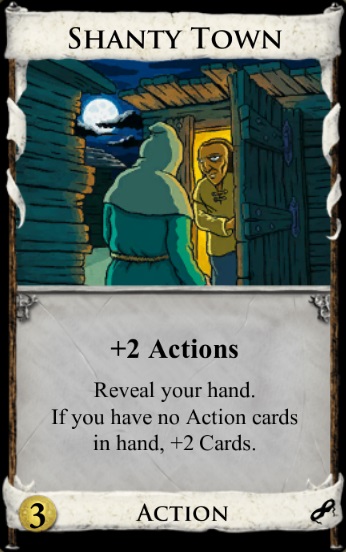 SHANTY TOWN
+2 Actions
Reveal your hand.
If you have no Action cards
in hand, +2 Cards.
3
ACTION